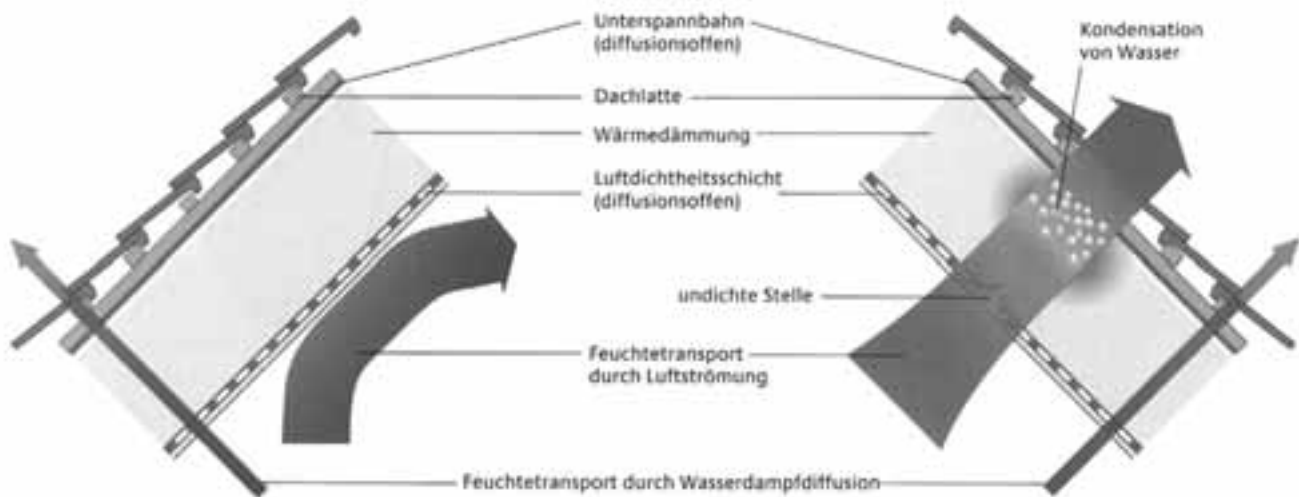 Unterspannbahn
(diffusionsoffen)
Kondensation
von Wasser
Dachlatte
Wärmedämmung
Luftdichtheitsschicht
(diffusionsoffen)
undichte Stelle
Feuchtetransport
durch Luftströmung
Feuchtetransport durch Wasserdampfdiffusion